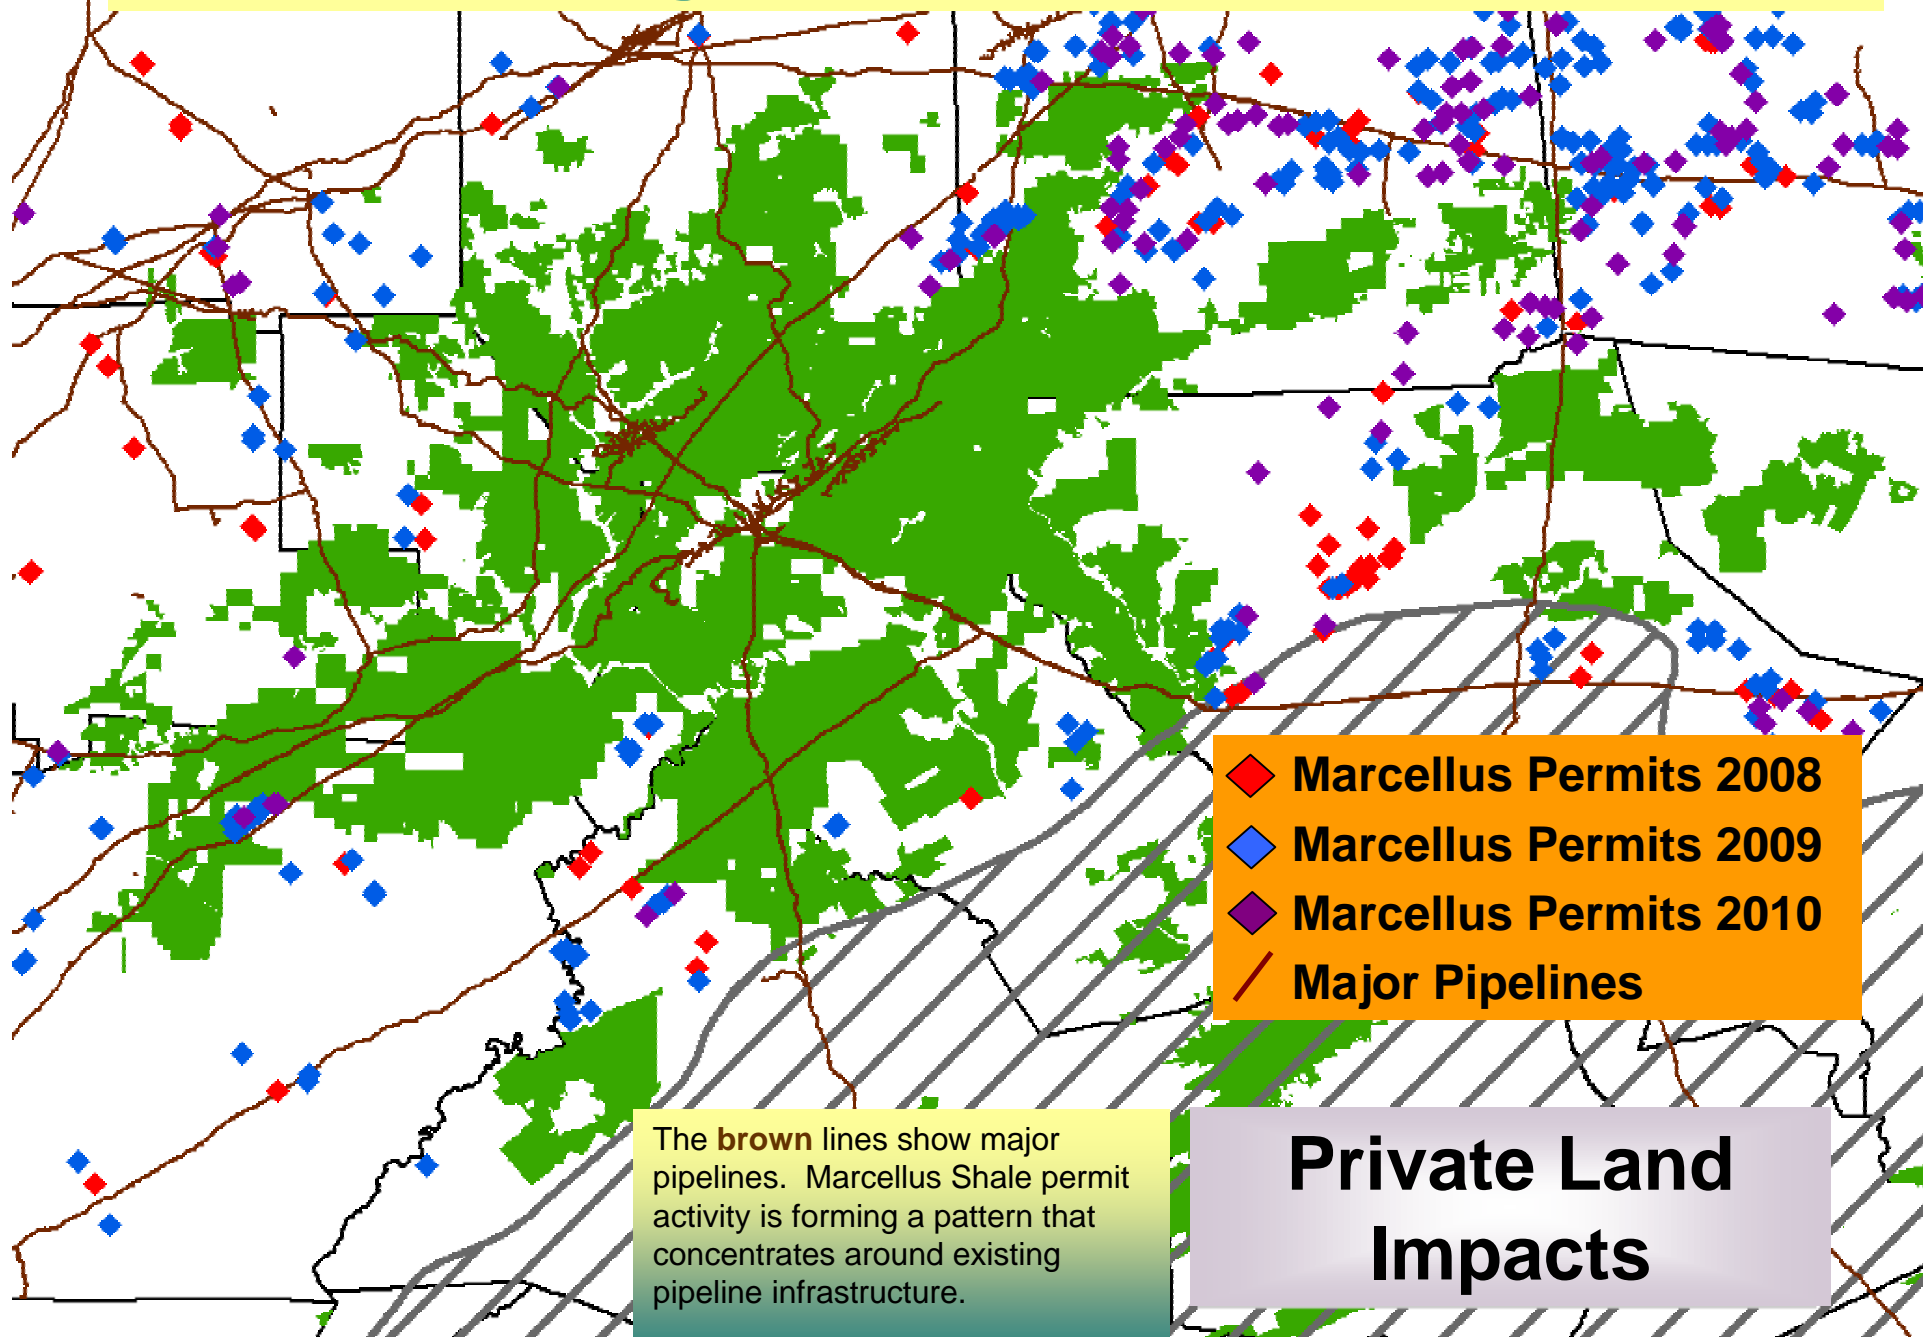 Marcellus Permits 2008
Marcellus Permits 2009
Marcellus Permits 2010
Major Pipelines
The brown lines show major
pipelines. Marcellus Shale permit
activity is forming a pattern that
concentrates around existing
pipeline infrastructure.
Private Land
Impacts